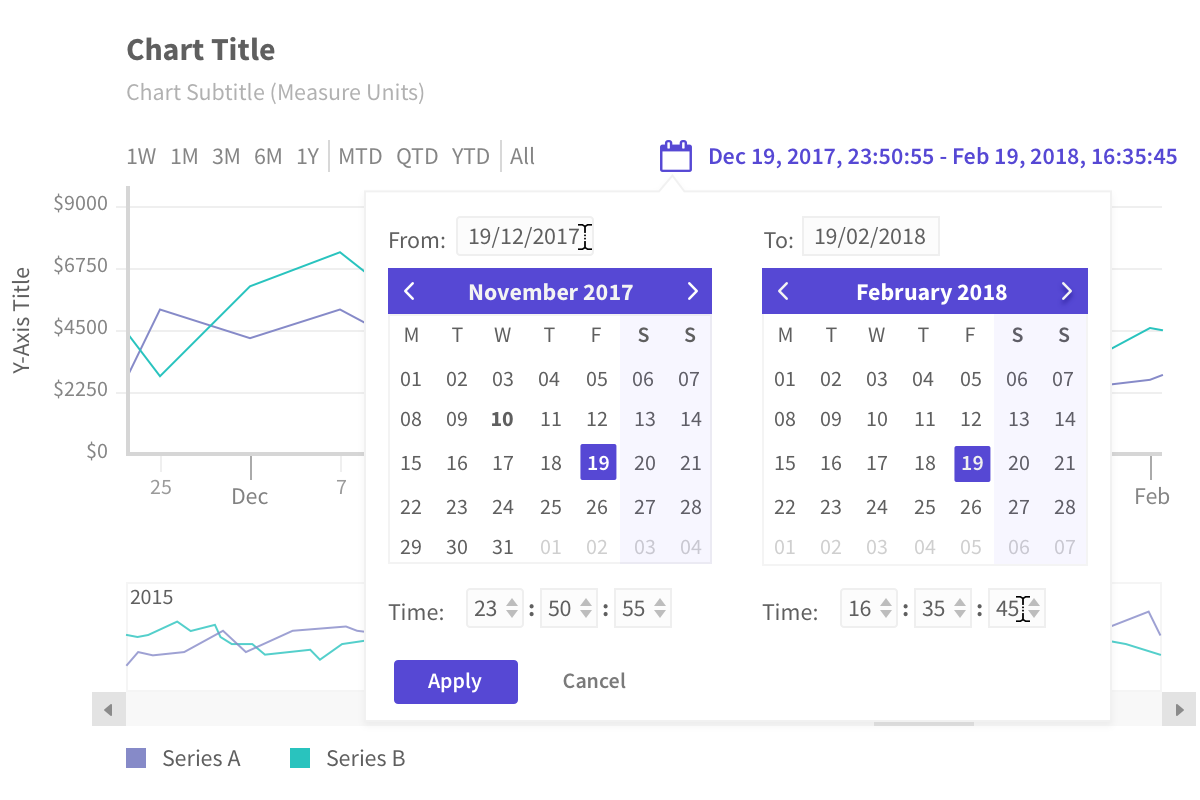 Chart Title
Chart Subtitle (Measure Units)
1W 1M 3M 6M 1Y MTD QTD YTD All
Dec 19, 2017, 23:50:55 - Feb 19, 2018, 16:35:45
Y-Axis Title
$9000
$6750
$4500
$2250
$0
25 Dec 7 Feb
From: 19/12/2017
November 2017
M T W T F S S
01 02 03 04 05 06 07
08 09 10 11 12 13 14
15 16 17 18 19 20 21
22 23 24 25 26 27 28
29 30 31 01 02 03 04
Time: 23 : 50 : 55
To: 19/02/2018
February 2018
M T W T F S S
01 02 03 04 05 06 07
08 09 10 11 12 13 14
15 16 17 18 19 20 21
22 23 24 25 26 27 28
01 02 03 04 05 06 07
Time: 16 : 35 : 45
Apply Cancel
2015
Series A Series B